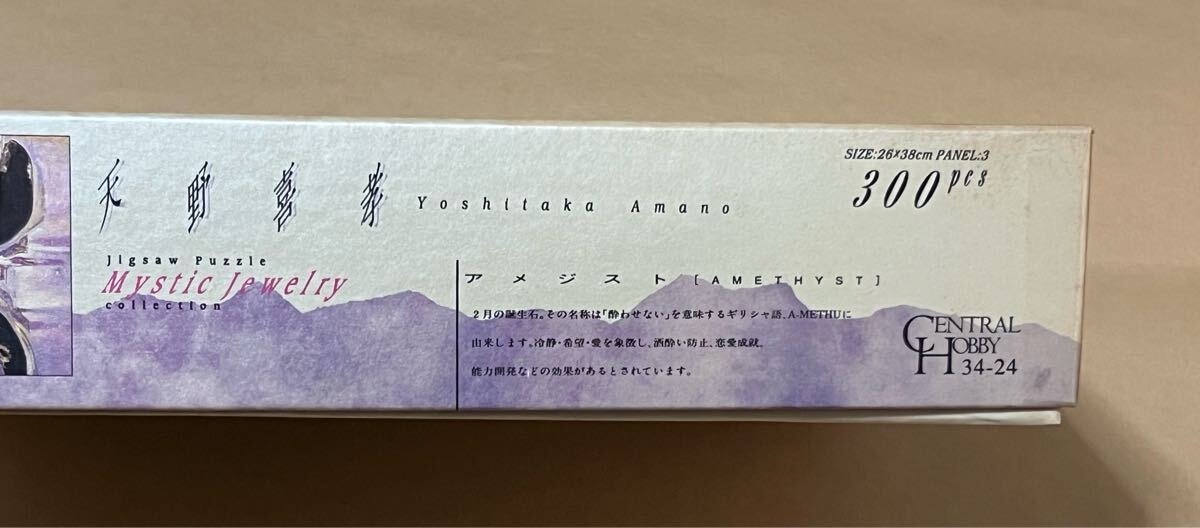 天野喜孝 Yoshitaka Amano
SIZE:26×38cm PANEL:3
300pcs
Jigsaw Puzzle
Mystic Jewelry
collection
アメジスト [AMETHYST]
2月の誕生石。その名称は「酔わせない」を意味するギリシャ語、A-METHUに
由来します。冷静・希望・愛を象徴し、酒酔い防止、恋愛成就。
能力開発などの効果があるとされています。
CENTRAL
HOBBY
34-24